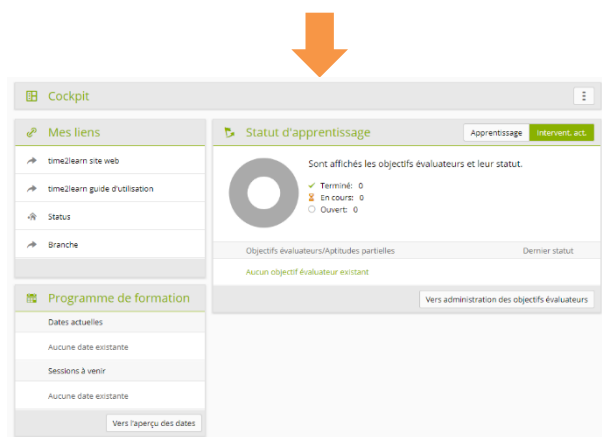 Cockpit
Mes liens
time2learn site web
time2learn guide d'utilisation
Status
Branche
Programme de formation
Dates actuelles
Aucune date existante
Sessions à venir
Aucune date existante
Vers l'aperçu des dates
Statut d'apprentissage
Apprentissage
Intervent. act.
Sont affichés les objectifs évaluateurs et leur statut.
Terminé: 0
En cours: 0
Ouvert: 0
Objectifs évaluateurs/Aptitudes partielles Dernier statut
Aucun objectif évaluateur existant
Vers administration des objectifs évaluateurs